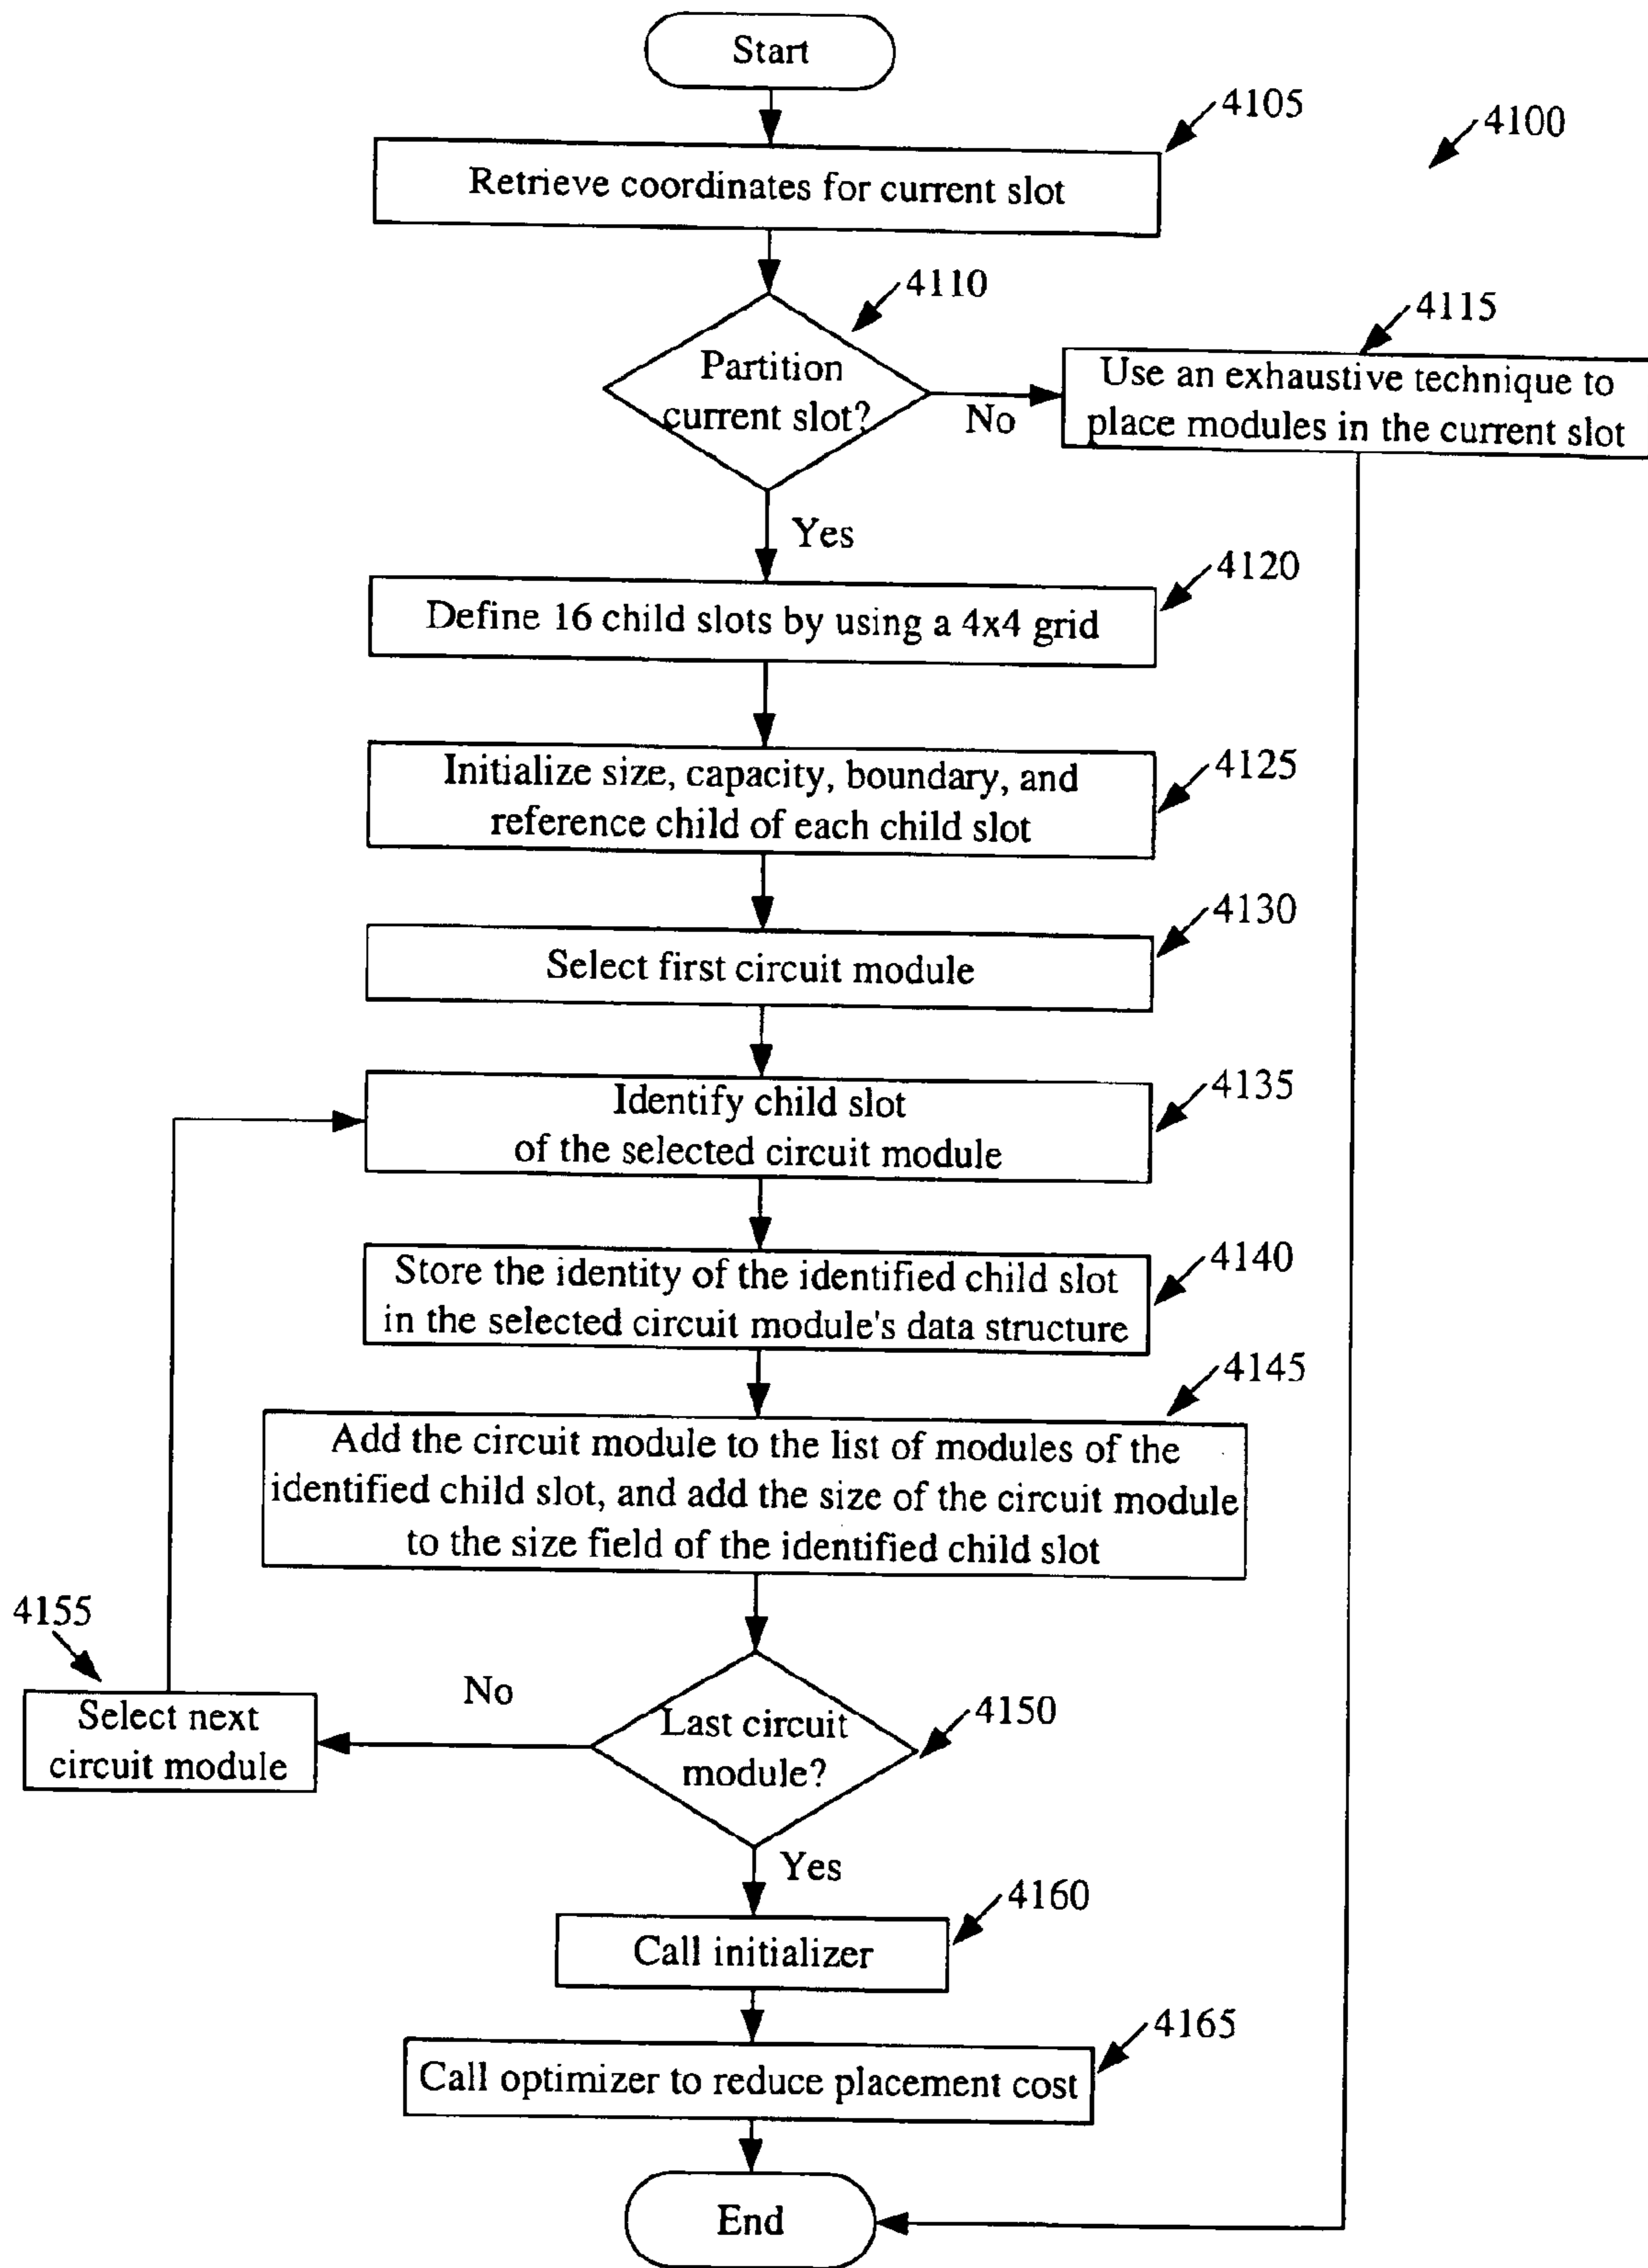 Start
4105
4100
Retrieve coordinates for current slot
4110
4115
Partition
current slot?
No
Use an exhaustive technique to
place modules in the current slot
Yes
4120
Define 16 child slots by using a 4x4 grid
4125
Initialize size, capacity, boundary, and
reference child of each child slot
4130
Select first circuit module
4135
Identify child slot
of the selected circuit module
4140
Store the identity of the identified child slot
in the selected circuit module's data structure
4145
Add the circuit module to the list of modules of the
identified child slot, and add the size of the circuit module
to the size field of the identified child slot
4155
Select next
circuit module
No
Last circuit
module?
4150
Yes
4160
Call initializer
4165
Call optimizer to reduce placement cost
End